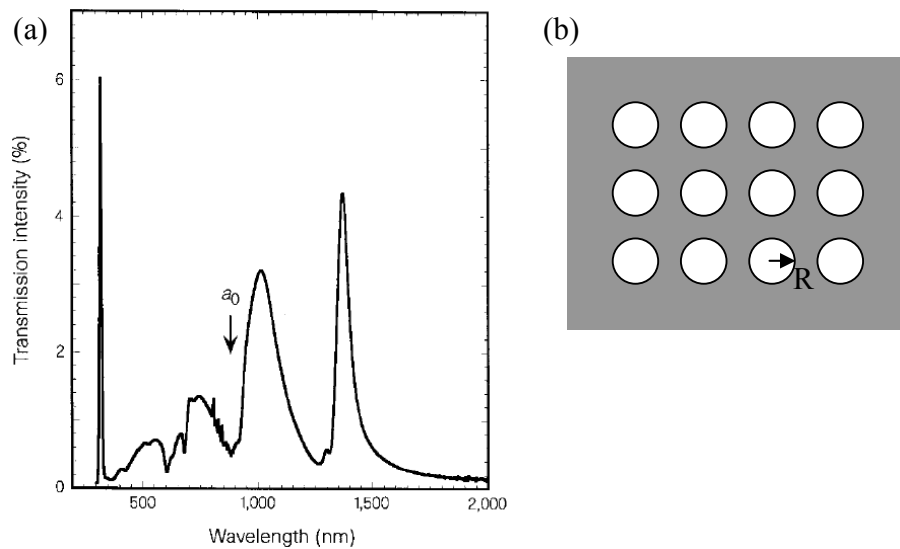 (a)
6
4
2
0
Transmission intensity (%)
a0
500
1,000
1,500
2,000
Wavelength (nm)
(b)
R